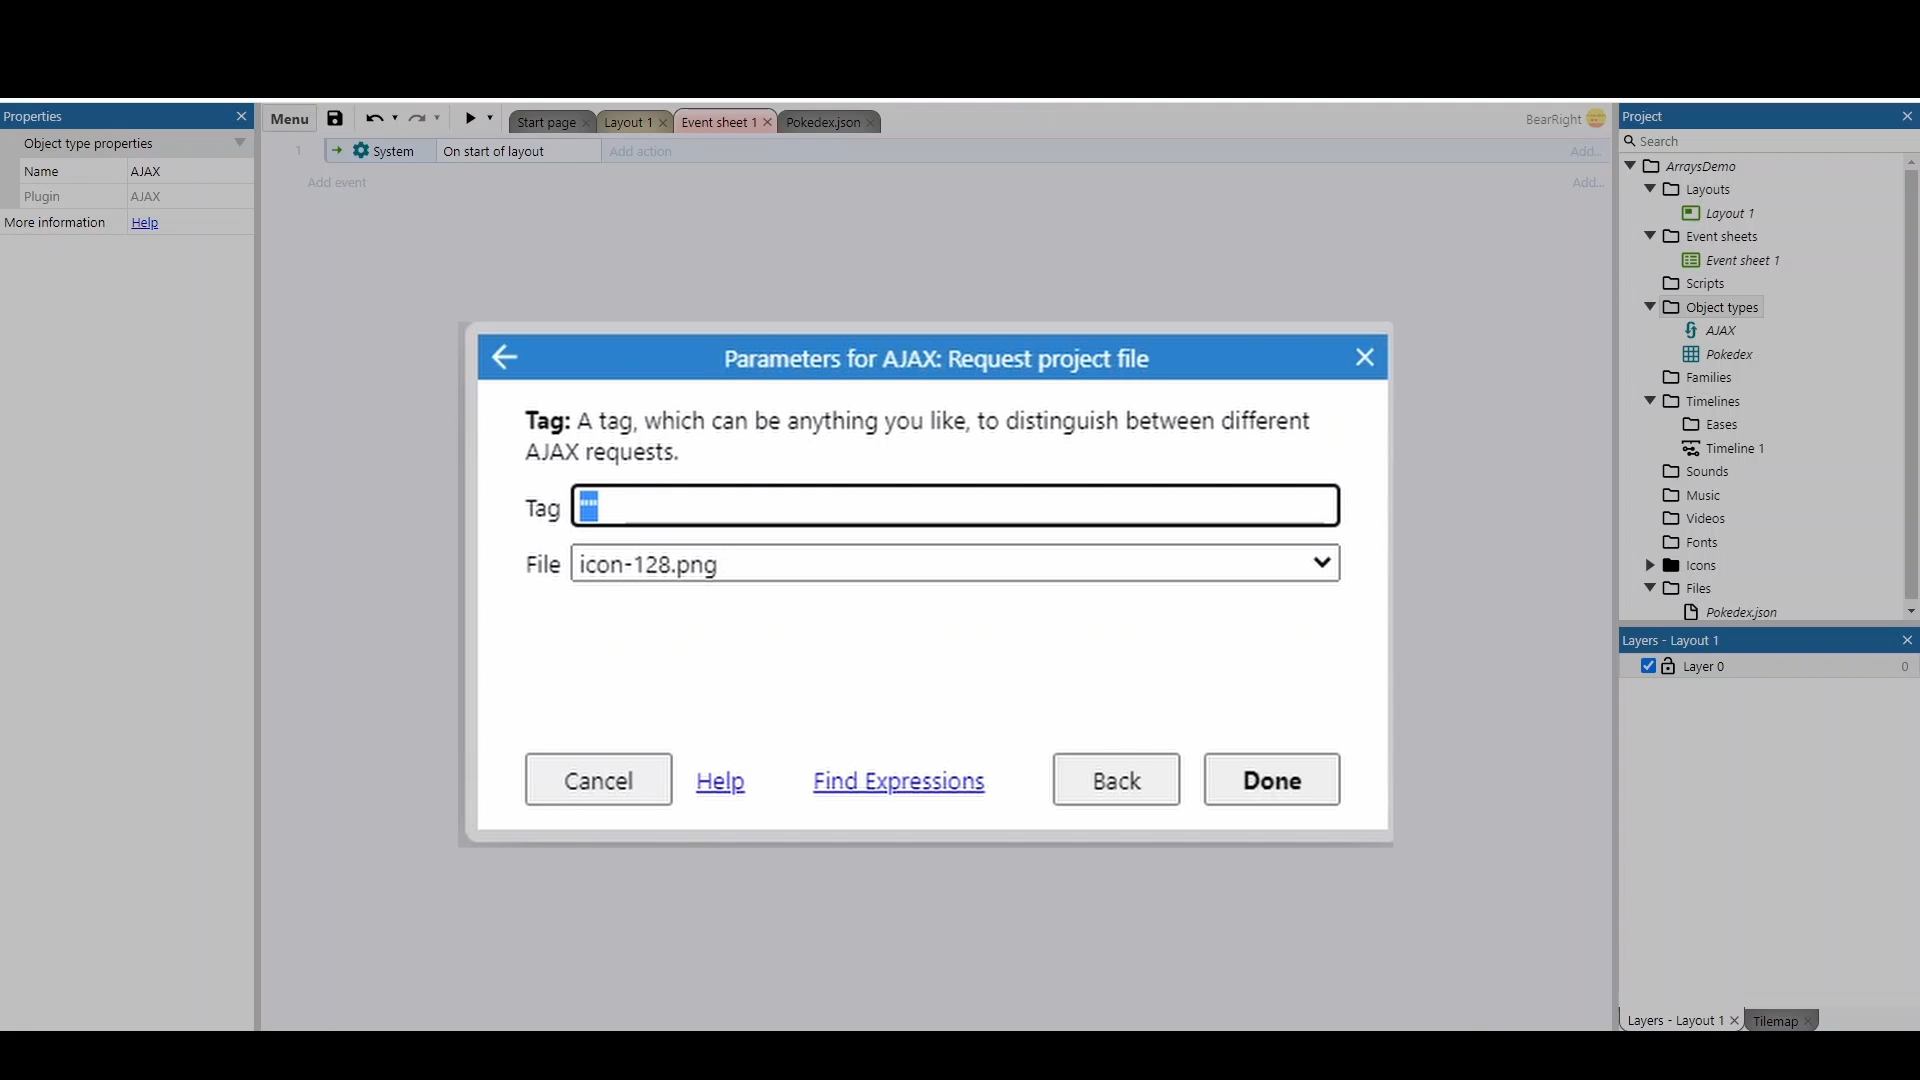 Properties
Object type properties
Name AJAX
Plugin AJAX
More information Help
Menu
Start page
Layout 1
Event sheet 1
Pokedex.json
BearRight
1 System On start of layout Add action Add...
Add event Add...
Parameters for AJAX: Request project file
Tag: A tag, which can be anything you like, to distinguish between different
AJAX requests.
Tag ""
File icon-128.png
Cancel Help Find Expressions Back Done
Project
Search
ArraysDemo
Layouts
Layout 1
Event sheets
Event sheet 1
Scripts
Object types
AJAX
Pokedex
Families
Timelines
Eases
Timeline 1
Sounds
Music
Videos
Fonts
Icons
Files
Pokedex.json
Layers - Layout 1
Layer 0 0
Layers - Layout 1 Tilemap